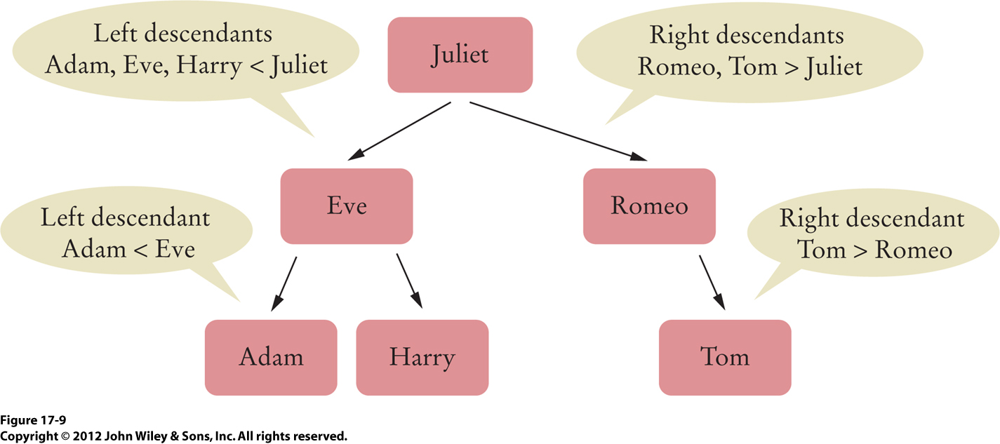 Left descendants
Adam, Eve, Harry < Juliet
Juliet
Right descendants
Romeo, Tom > Juliet
Left descendant
Adam < Eve
Eve
Romeo
Right descendant
Tom > Romeo
Adam
Harry
Tom
Figure 17-9
Copyright © 2012 John Wiley & Sons, Inc. All rights reserved.